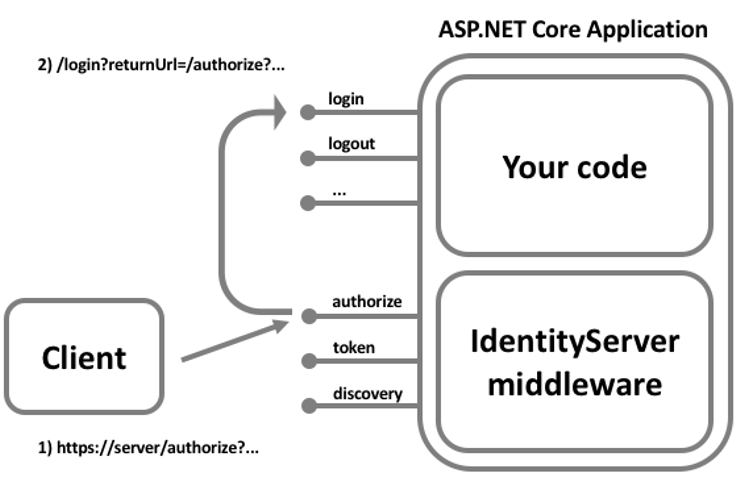 ASP.NET Core Application
2) /login?returnUrl=/authorize?...
login
logout
...
Your code
authorize
token
discovery
IdentityServer
middleware
Client
1) https://server/authorize?...